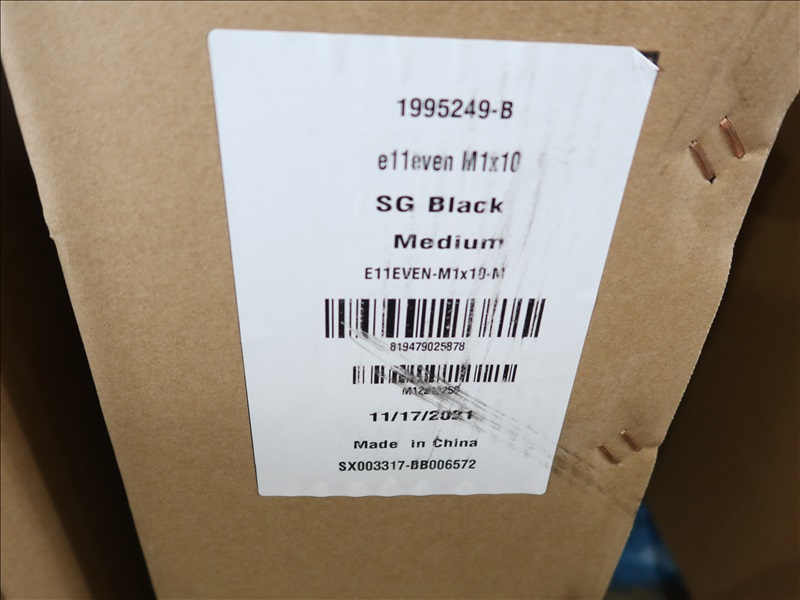 1995249-B
e11even M1x10
SG Black
Medium
E11EVEN-M1x10-M
819479025878
11/17/2021
Made in China
SX003317-BB006572